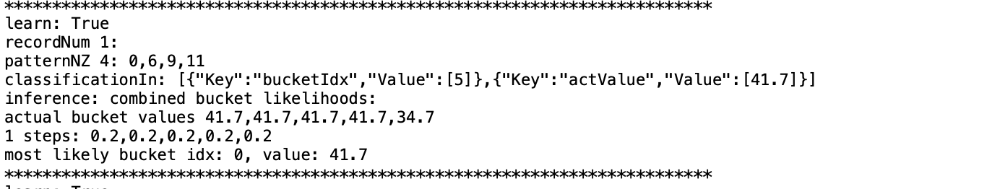 ***************************************************************************
learn: True
recordNum 1:
patternNZ 4: 0,6,9,11
classificationIn: [{"Key":"bucketIdx","Value":[5]},{"Key":"actValue","Value":[41.7]}]
inference: combined bucket likelihoods:
actual bucket values 41.7,41.7,41.7,41.7,34.7
1 steps: 0.2,0.2,0.2,0.2,0.2
most likely bucket idx: 0, value: 41.7
***************************************************************************